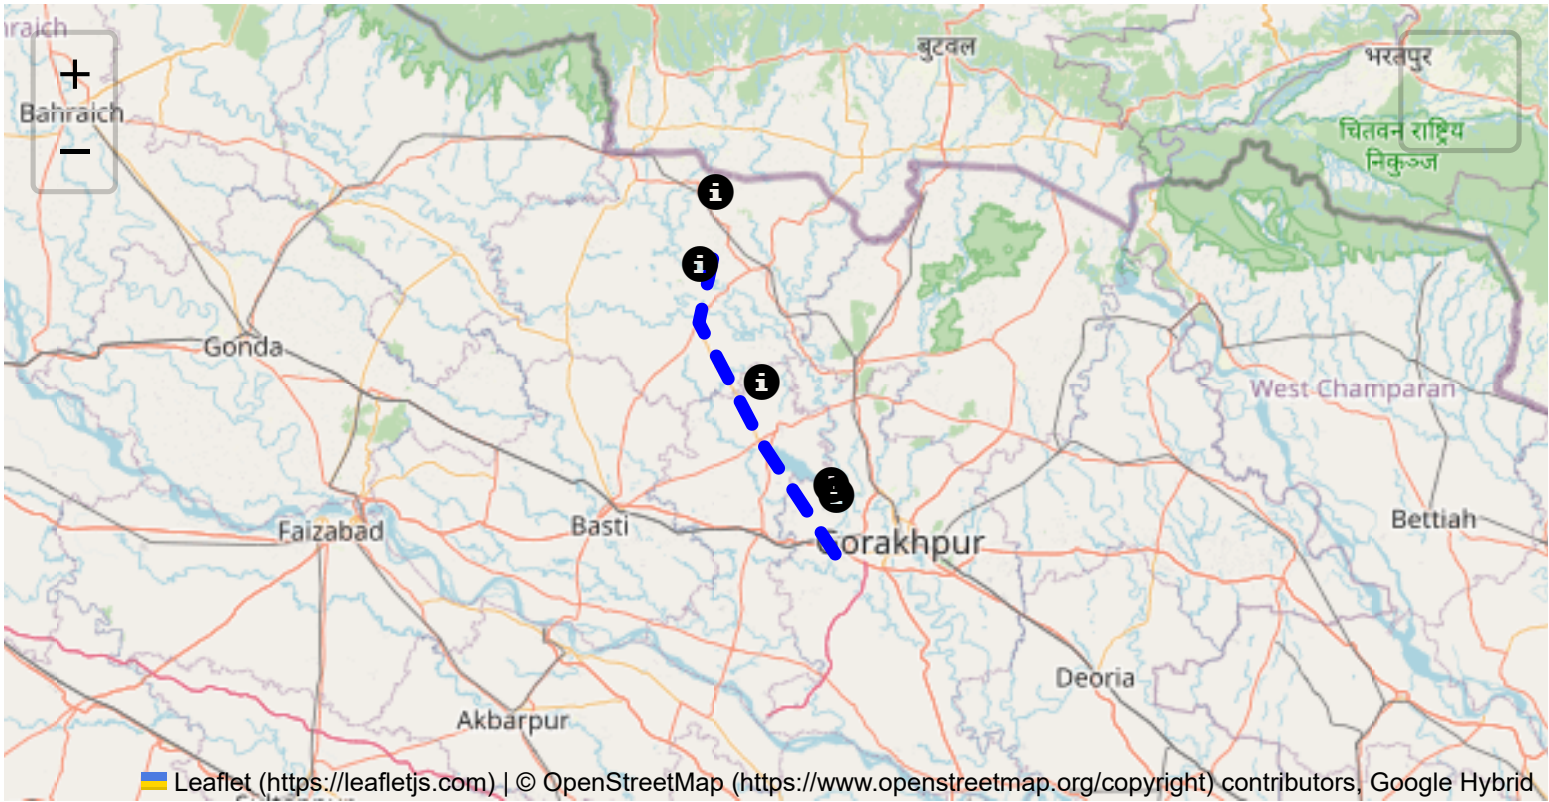 hraich
बुटवल
भरतपुर
+
Bahraich
चितवन राष्ट्रिय
निकुञ्ज
−
i
i
Gonda
i
West Champaran
Bettiah
Basti
Faizabad
Gorakhpur
Deoria
Akbarpur
Leaflet (https://leafletjs.com) | © OpenStreetMap (https://www.openstreetmap.org/copyright) contributors, Google Hybrid